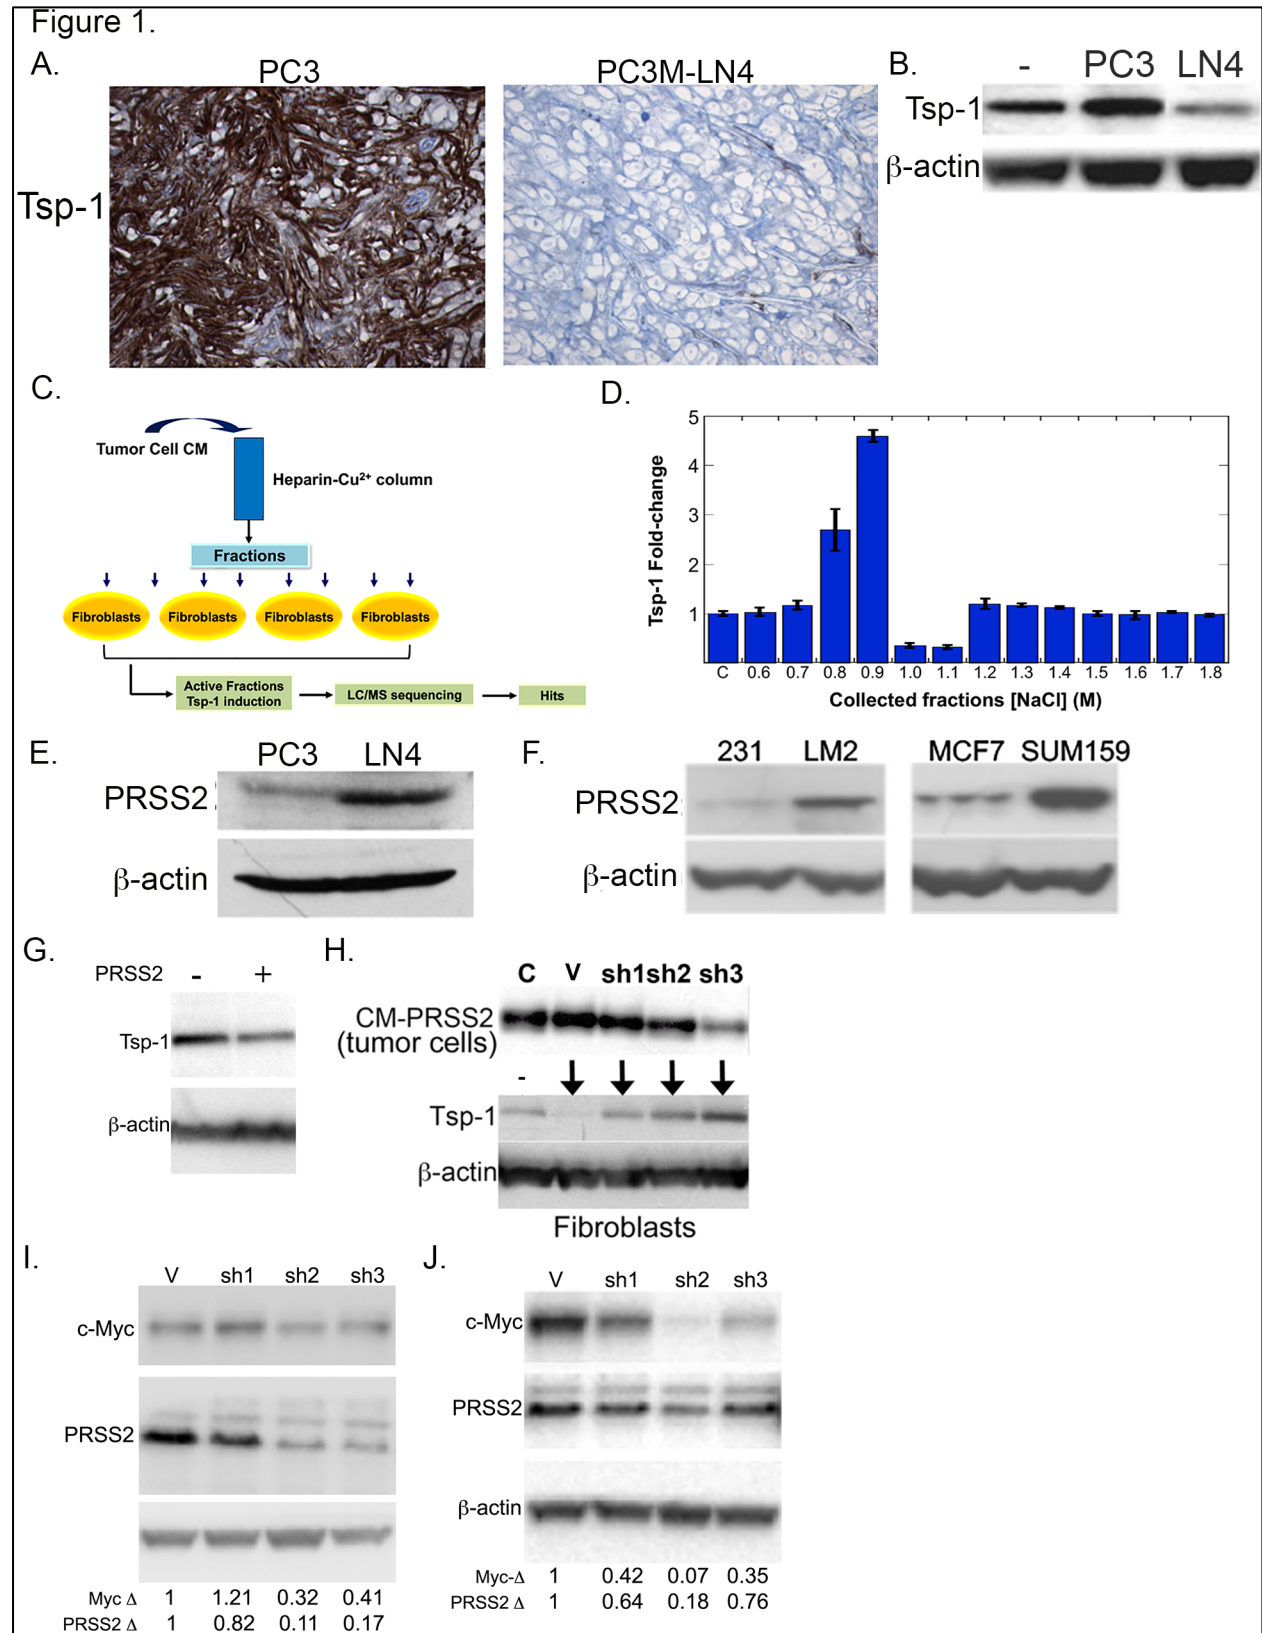 Figure 1.
A.
PC3
PC3M-LN4
Tsp-1
B.
- PC3 LN4
Tsp-1
β-actin
C.
Tumor Cell CM
Heparin-Cu²⁺ column
Fractions
Fibroblasts Fibroblasts Fibroblasts Fibroblasts
Active Fractions
Tsp-1 induction
LC/MS sequencing
Hits
D.
Tsp-1 Fold-change
5
4
3
2
1
C 0.6 0.7 0.8 0.9 1.0 1.1 1.2 1.3 1.4 1.5 1.6 1.7 1.8
Collected fractions [NaCl] (M)
E.
PC3 LN4
PRSS2
β-actin
F.
231 LM2 MCF7 SUM159
PRSS2
β-actin
G.
PRSS2 - +
Tsp-1
β-actin
H.
C V sh1 sh2 sh3
CM-PRSS2
(tumor cells)
-
Tsp-1
β-actin
Fibroblasts
I.
V sh1 sh2 sh3
c-Myc
PRSS2
Myc Δ 1 1.21 0.32 0.41
PRSS2 Δ 1 0.82 0.11 0.17
J.
V sh1 sh2 sh3
c-Myc
PRSS2
β-actin
Myc-Δ 1 0.42 0.07 0.35
PRSS2 Δ 1 0.64 0.18 0.76